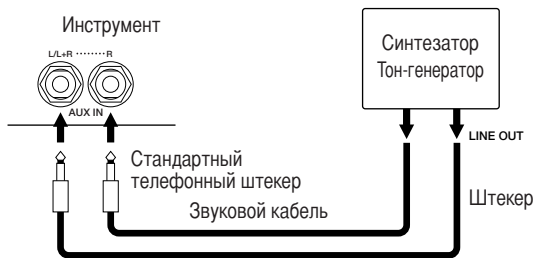 Инструмент
L/L+R ········ R
AUX IN
Синтезатор
Тон-генератор
LINE OUT
Стандартный
телефонный штекер
Звуковой кабель
Штекер